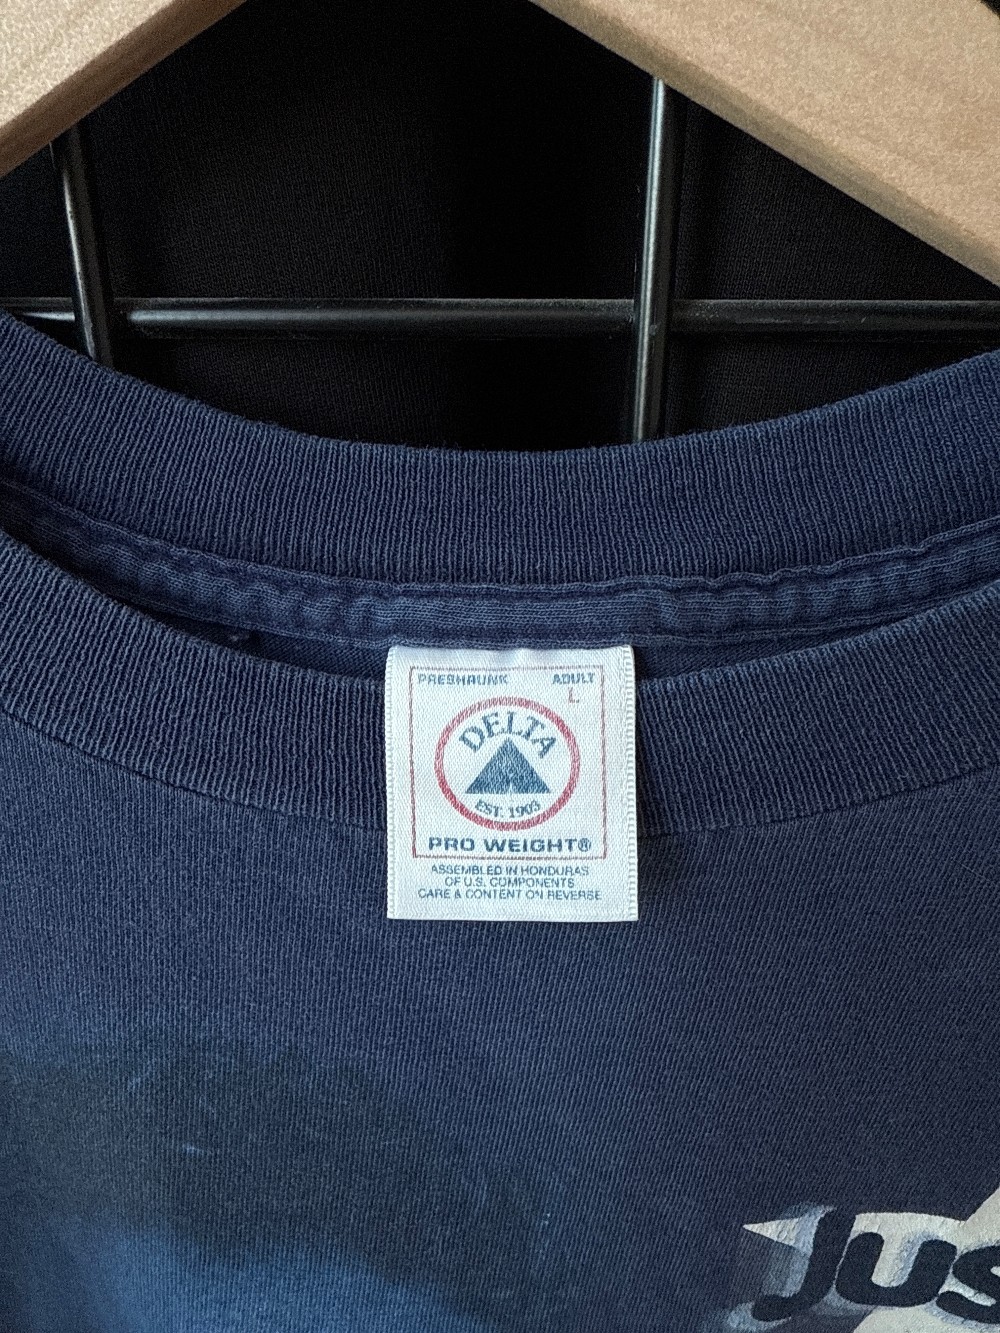 PRESHRUNK ADULT
L
DELTA
EST. 1903
PRO WEIGHT®
ASSEMBLED IN HONDURAS
OF U.S. COMPONENTS
CARE & CONTENT ON REVERSE
Jus